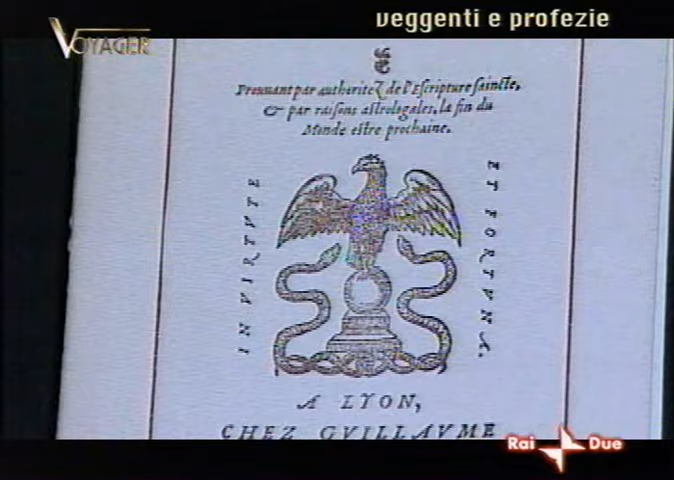 VOYAGER
veggenti e profezie
Prouuant par authoritez de l'Escripture saincte,
& par raisons astrologales, la fin du
Monde estre prochaine.
IN VIRTVTE
ET FORTVNA.
A LYON,
CHEZ GVILLAVME
Rai Due